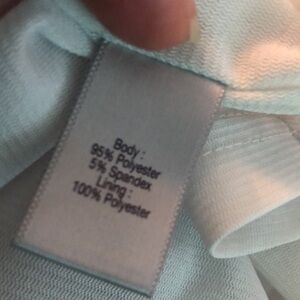 Body :
95% Polyester
5% Spandex
Lining :
100% Polyester